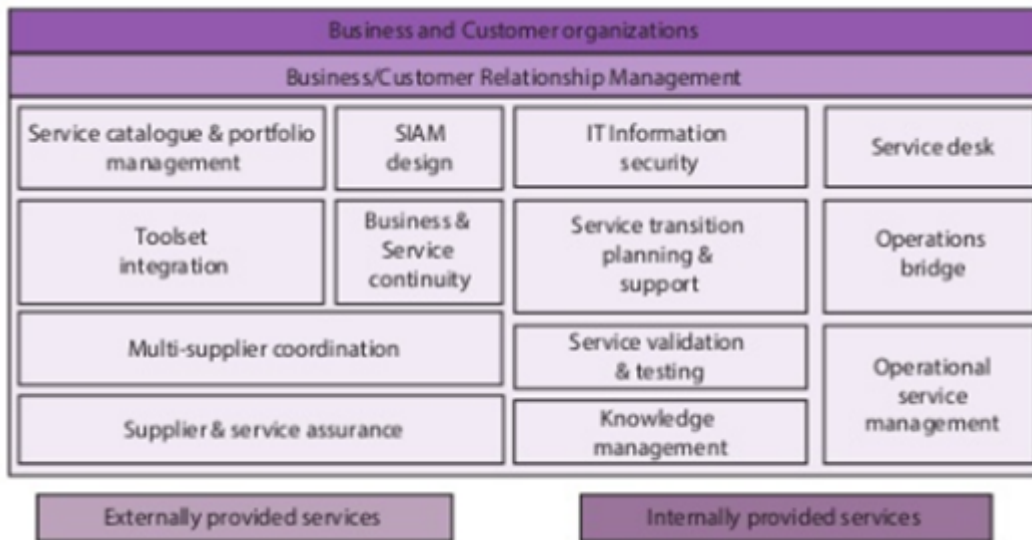 Business and Customer organizations
Business/Customer Relationship Management
Service catalogue & portfolio
management
SIAM
design
IT Information
security
Service desk
Toolset
integration
Business &
Service
continuity
Service transition
planning &
support
Operations
bridge
Multi-supplier coordination
Service validation
& testing
Operational
service
management
Supplier & service assurance
Knowledge
management
Externally provided services
Internally provided services